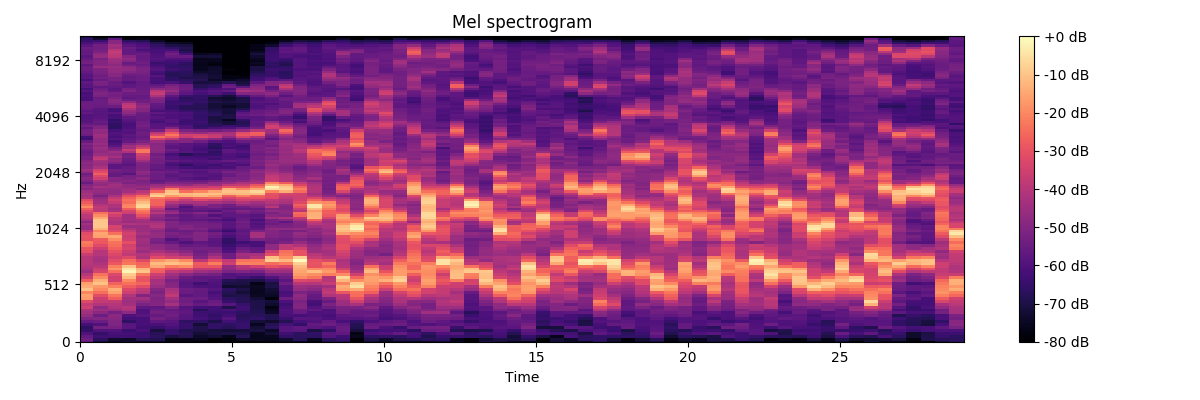 Mel spectrogram
+0 dB
8192
-10 dB
-20 dB
4096
-30 dB
2048
-40 dB
Hz
-50 dB
1024
-60 dB
512
-70 dB
0
-80 dB
0 5 10 15 20 25
Time